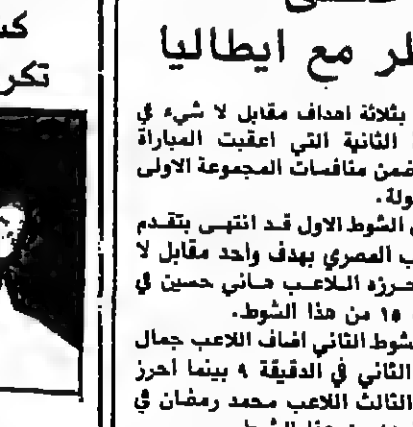 ـر مع ايطاليا
بثلاثة اهداف مقابل لا شيء في
الثانية التي اعقبت المباراة
ضمن منافسات المجموعة الاولى
ولة.
الشوط الاول قد انتهى بتقدم
ب المصري بهدف واحد مقابل لا
حرزه اللاعب هاني حسين في
١٥ من هذا الشوط.
شوط الثاني اضاف اللاعب جمال
الثاني في الدقيقة ٩ بينما احرز
الثالث اللاعب محمد رمضان في
تكر